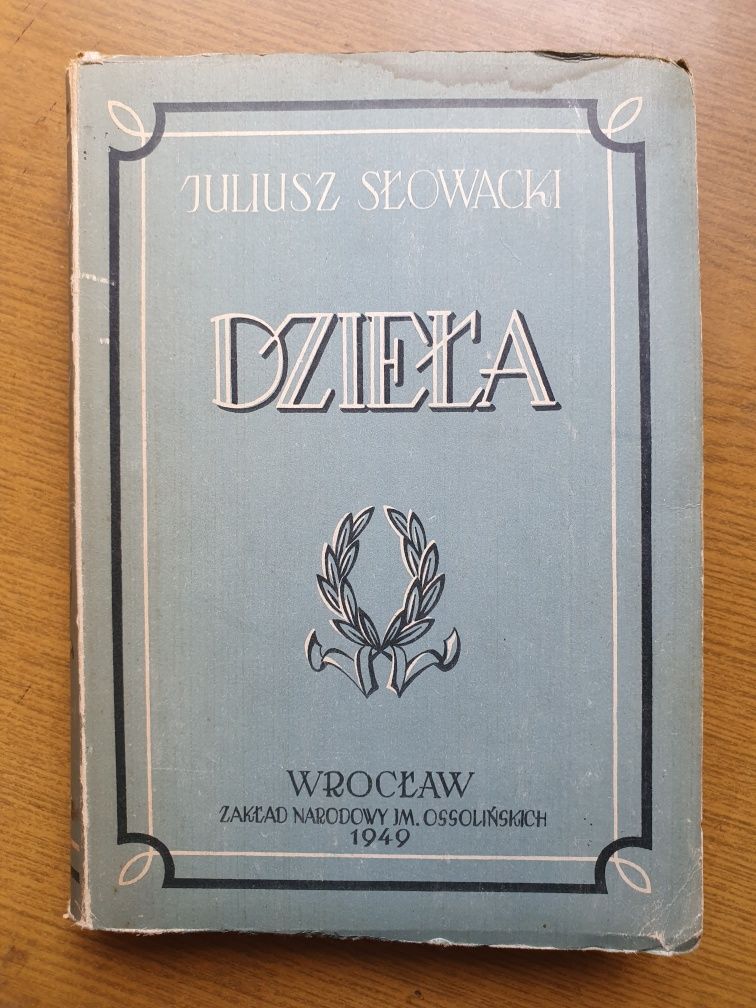 JULIUSZ SŁOWACKI
DZIEŁA
WROCŁAW
ZAKŁAD NARODOWY IM. OSSOLIŃSKICH
1949